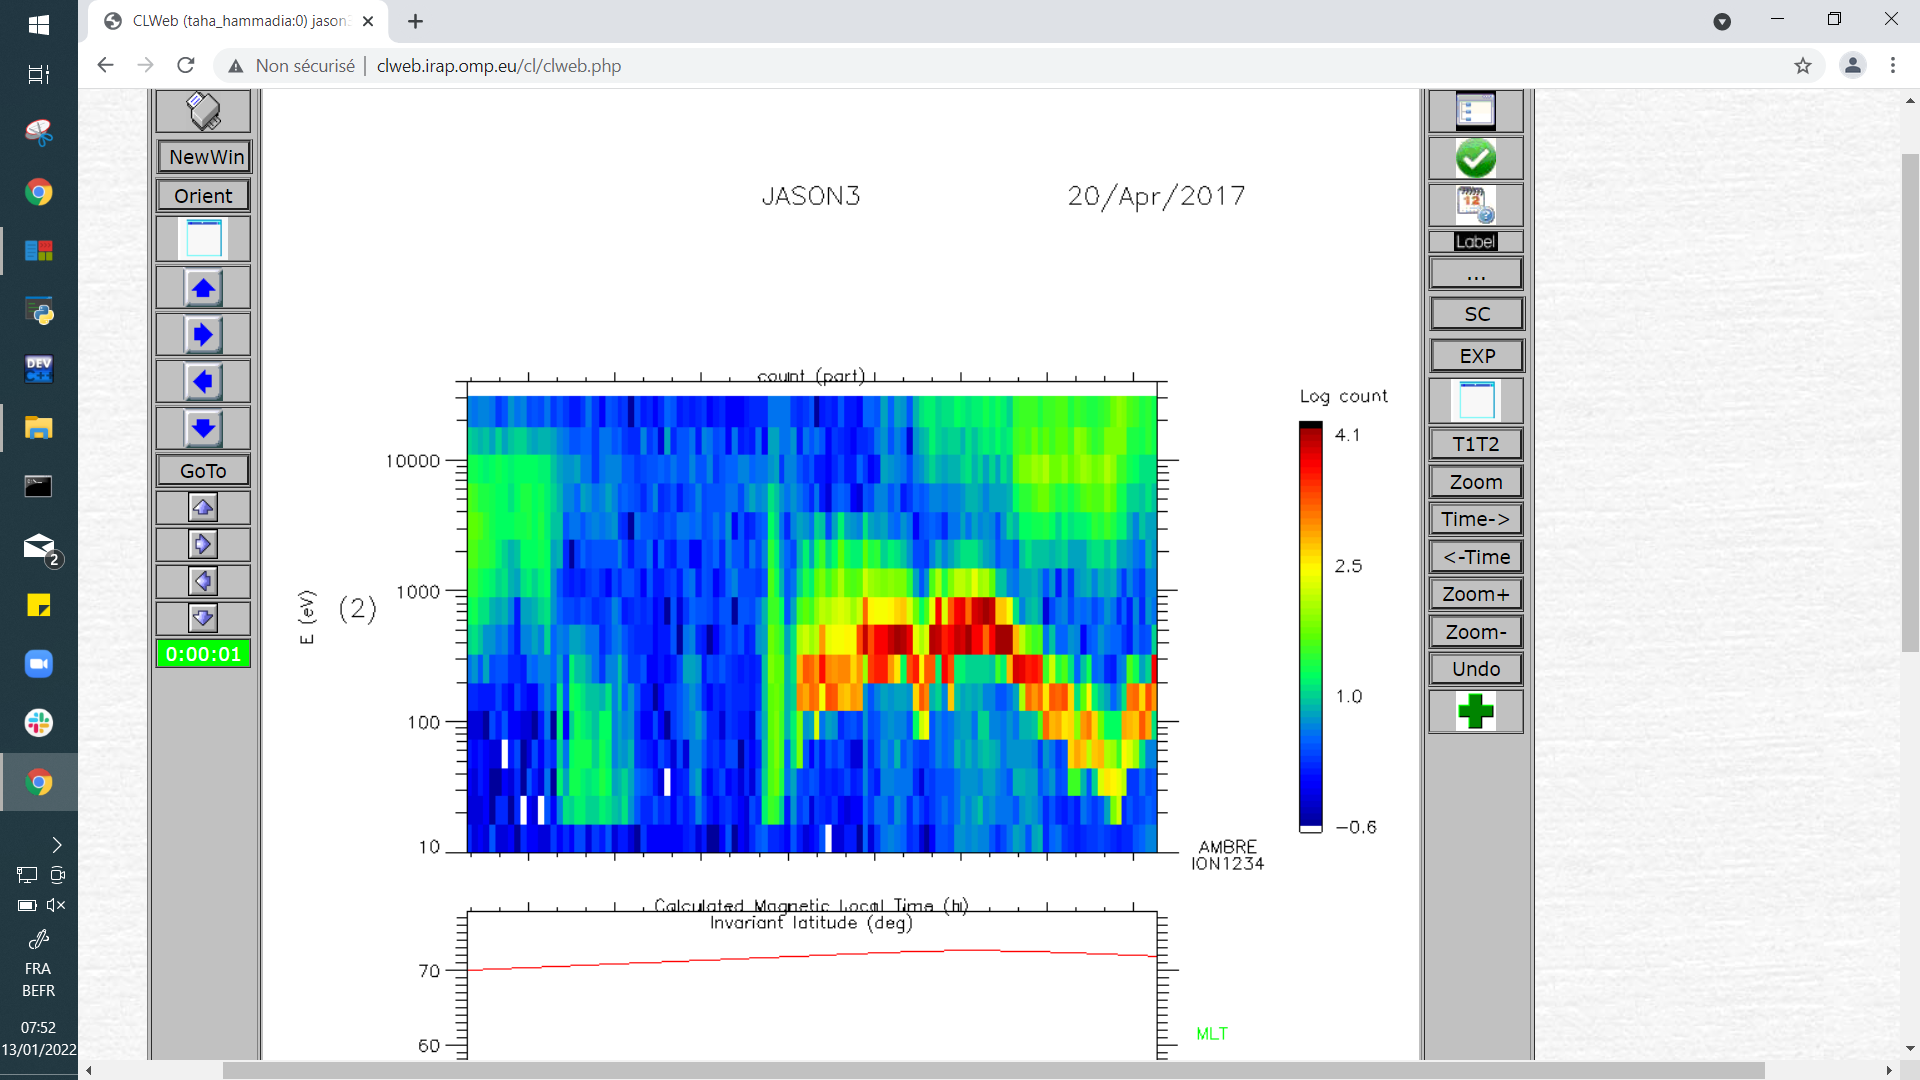 CLWeb (taha_hammadia:0) jason3
Non sécurisé
clweb.irap.omp.eu/cl/clweb.php
NewWin
Orient
GoTo
0:00:01
JASON3
20/Apr/2017
count (part)
10000
1000
100
10
E (eV)
(2)
Log count
4.1
2.5
1.0
−0.6
AMBRE
ION1234
Calculated Magnetic Local Time (h)
Invariant latitude (deg)
70
60
MLT
12
Label
...
SC
EXP
T1T2
Zoom
Time->
<-Time
Zoom+
Zoom-
Undo
DEV
C++
2
FRA
BEFR
07:52
13/01/2022